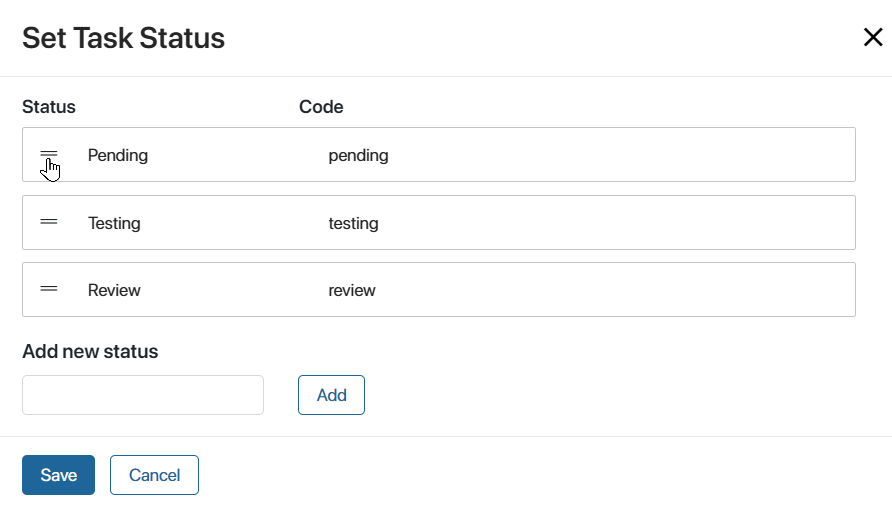 Set Task Status
Status Code
Pending pending
Testing testing
Review review
Add new status
Add
Save Cancel